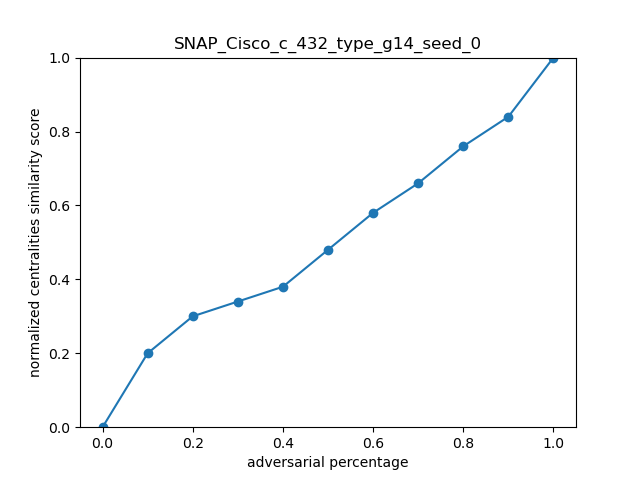 SNAP_Cisco_c_432_type_g14_seed_0
normalized centralities similarity score
1.0
0.8
0.6
0.4
0.2
0.0
0.0 0.2 0.4 0.6 0.8 1.0
adversarial percentage